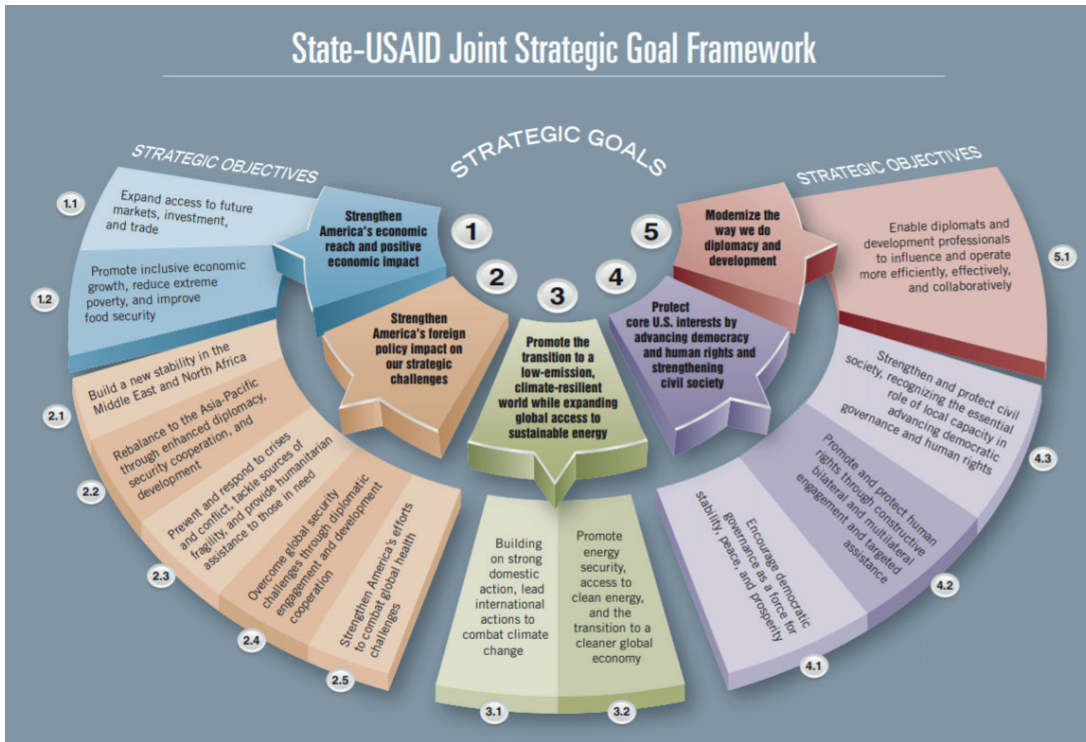 State-USAID Joint Strategic Goal Framework
STRATEGIC OBJECTIVES
STRATEGIC GOALS
STRATEGIC OBJECTIVES
1
Strengthen
America's economic
reach and positive
economic impact
1.1
Expand access to future
markets, investment,
and trade
1.2
Promote inclusive economic
growth, reduce extreme
poverty, and improve
food security
2
Strengthen
America's foreign
policy impact on
our strategic
challenges
2.1
Build a new stability in the
Middle East and North Africa
2.2
Rebalance to the Asia-Pacific
through enhanced diplomacy,
security cooperation, and
development
2.3
Prevent and respond to crises
and conflict, tackle sources of
fragility, and provide humanitarian
assistance to those in need
2.4
Overcome global security
challenges through diplomatic
engagement and development
cooperation
2.5
Strengthen America's efforts
to combat global health
challenges
3
Promote the
transition to a
low-emission,
climate-resilient
world while expanding
global access to
sustainable energy
3.1
Building
on strong
domestic
action, lead
international
actions to
combat climate
change
3.2
Promote
energy
security,
access to
clean energy,
and the
transition to a
cleaner global
economy
4
Protect
core U.S. interests by
advancing democracy
and human rights and
strengthening
civil society
4.1
Encourage democratic
governance as a force for
stability, peace, and prosperity
4.2
Promote and protect human
rights through constructive
bilateral and multilateral
engagement and targeted
assistance
4.3
Strengthen and protect civil
society, recognizing the essential
role of local capacity in
advancing democratic
governance and human rights
5
Modernize the
way we do
diplomacy and
development
5.1
Enable diplomats and
development professionals
to influence and operate
more efficiently, effectively,
and collaboratively